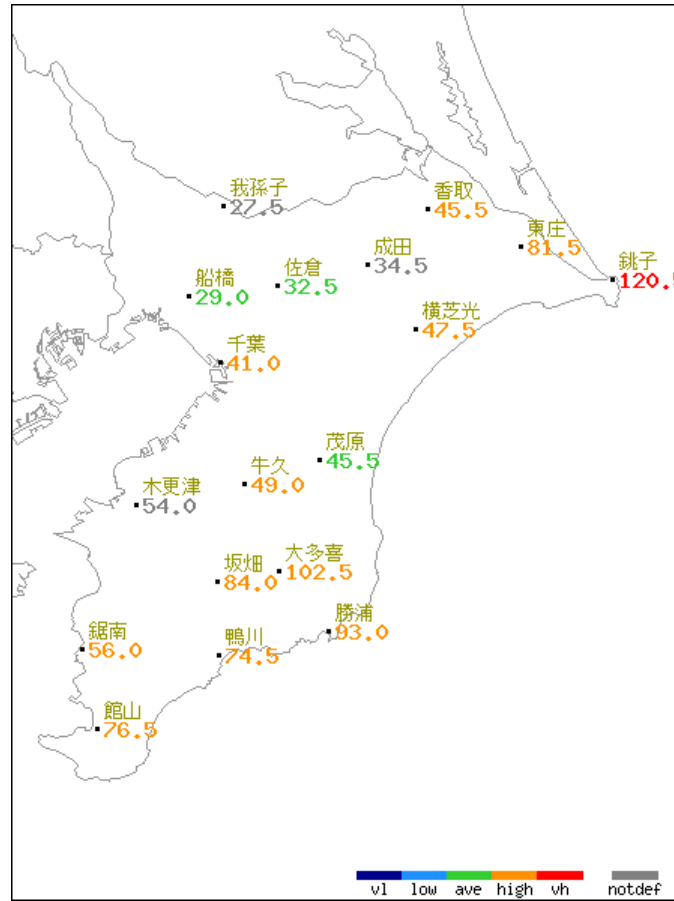 我孫子
27.5
香取
45.5
東庄
81.5
成田
34.5
銚子
120.5
佐倉
32.5
船橋
29.0
横芝光
47.5
千葉
41.0
茂原
45.5
牛久
49.0
木更津
54.0
大多喜
102.5
坂畑
84.0
勝浦
93.0
鋸南
56.0
鴨川
74.5
館山
76.5
vl low ave high vh notdef